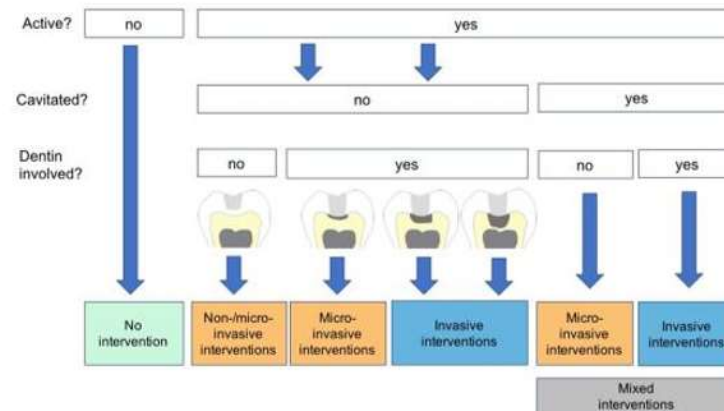 Active?
no
yes
Cavitated?
no
yes
Dentin
involved?
no
yes
no
yes
No
intervention
Non-/micro-
invasive
interventions
Micro-
invasive
interventions
Invasive
interventions
Micro-
invasive
interventions
Invasive
interventions
Mixed
interventions